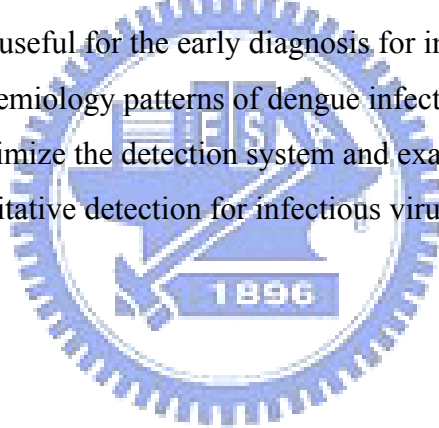 useful for the early diagnosis for in
emiology patterns of dengue infect
imize the detection system and exa
itative detection for infectious viru
E S A
1896